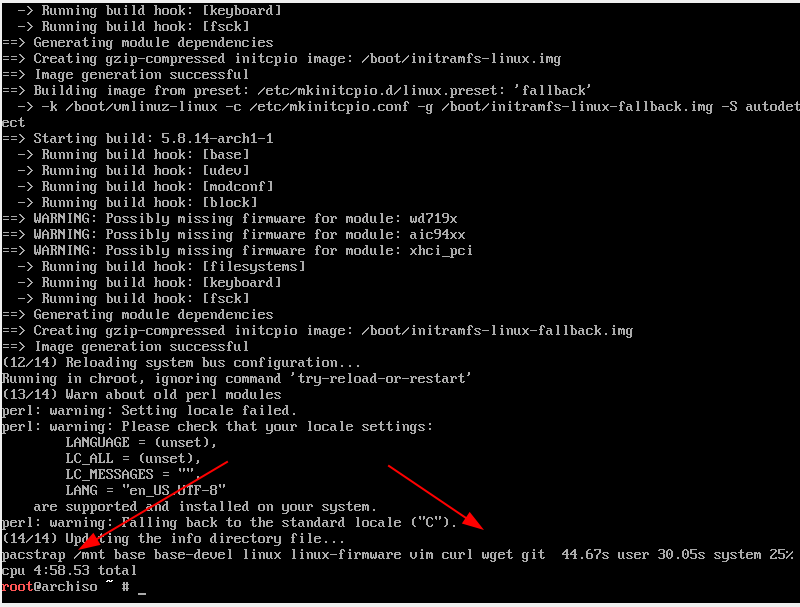 -> Running build hook: [keyboard]
-> Running build hook: [fsck]
==> Generating module dependencies
==> Creating gzip-compressed initcpio image: /boot/initramfs-linux.img
==> Image generation successful
==> Building image from preset: /etc/mkinitcpio.d/linux.preset: 'fallback'
-> -k /boot/vmlinuz-linux -c /etc/mkinitcpio.conf -g /boot/initramfs-linux-fallback.img -S autodet
ect
==> Starting build: 5.8.14-arch1-1
-> Running build hook: [base]
-> Running build hook: [udev]
-> Running build hook: [modconf]
-> Running build hook: [block]
==> WARNING: Possibly missing firmware for module: wd719x
==> WARNING: Possibly missing firmware for module: aic94xx
==> WARNING: Possibly missing firmware for module: xhci_pci
-> Running build hook: [filesystems]
-> Running build hook: [keyboard]
-> Running build hook: [fsck]
==> Generating module dependencies
==> Creating gzip-compressed initcpio image: /boot/initramfs-linux-fallback.img
==> Image generation successful
(12/14) Reloading system bus configuration...
Running in chroot, ignoring command 'try-reload-or-restart'
(13/14) Warn about old perl modules
perl: warning: Setting locale failed.
perl: warning: Please check that your locale settings:
LANGUAGE = (unset),
LC_ALL = (unset),
LC_MESSAGES = "",
LANG = "en_US.UTF-8"
are supported and installed on your system.
perl: warning: Falling back to the standard locale ("C").
(14/14) Updating the info directory file...
pacstrap /mnt base base-devel linux linux-firmware vim curl wget git  44.67s user 30.05s system 25%
cpu 4:58.53 total
root@archiso ~ # _